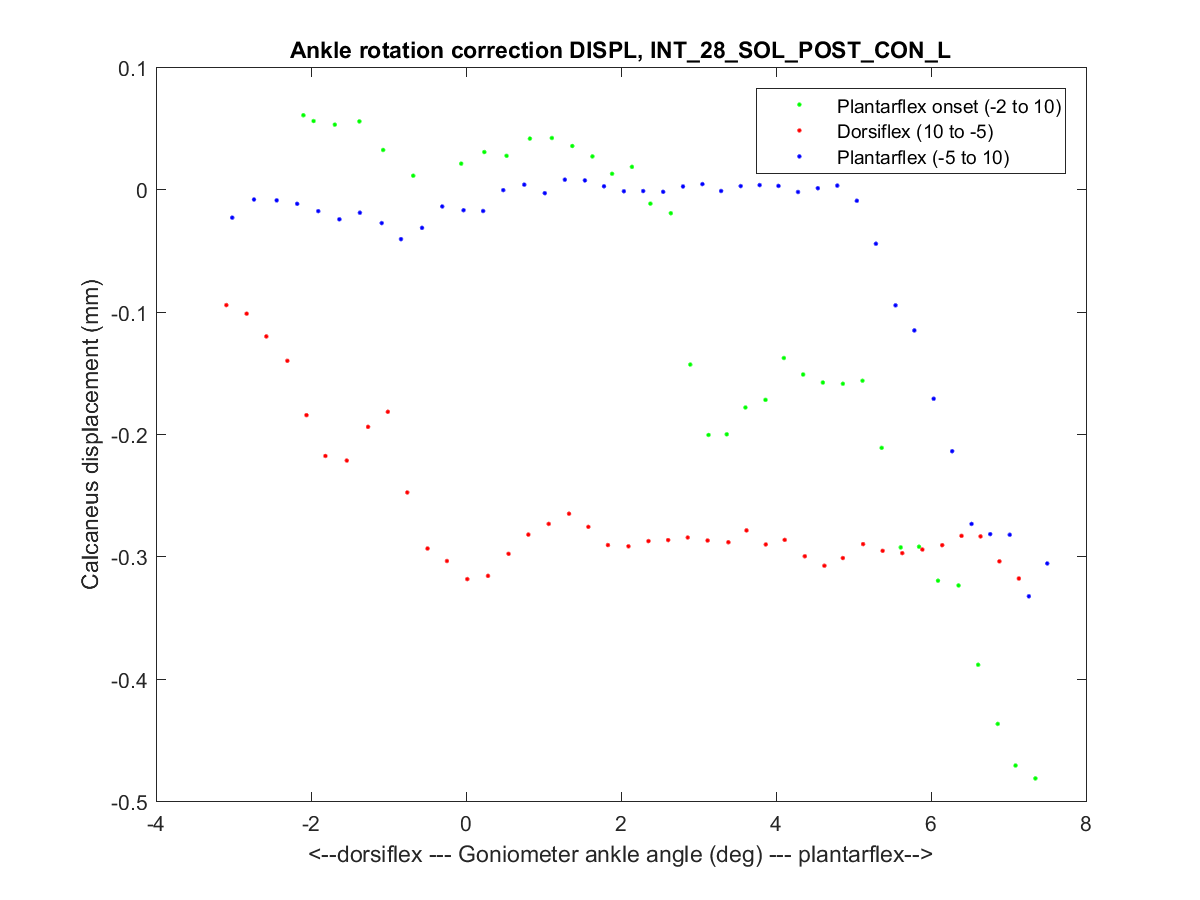 Ankle rotation correction DISPL, INT_28_SOL_POST_CON_L
0.1
0
-0.1
-0.2
-0.3
-0.4
-0.5
Calcaneus displacement (mm)
Plantarflex onset (-2 to 10)
Dorsiflex (10 to -5)
Plantarflex (-5 to 10)
-4 -2 0 2 4 6 8
<--dorsiflex --- Goniometer ankle angle (deg) --- plantarflex-->